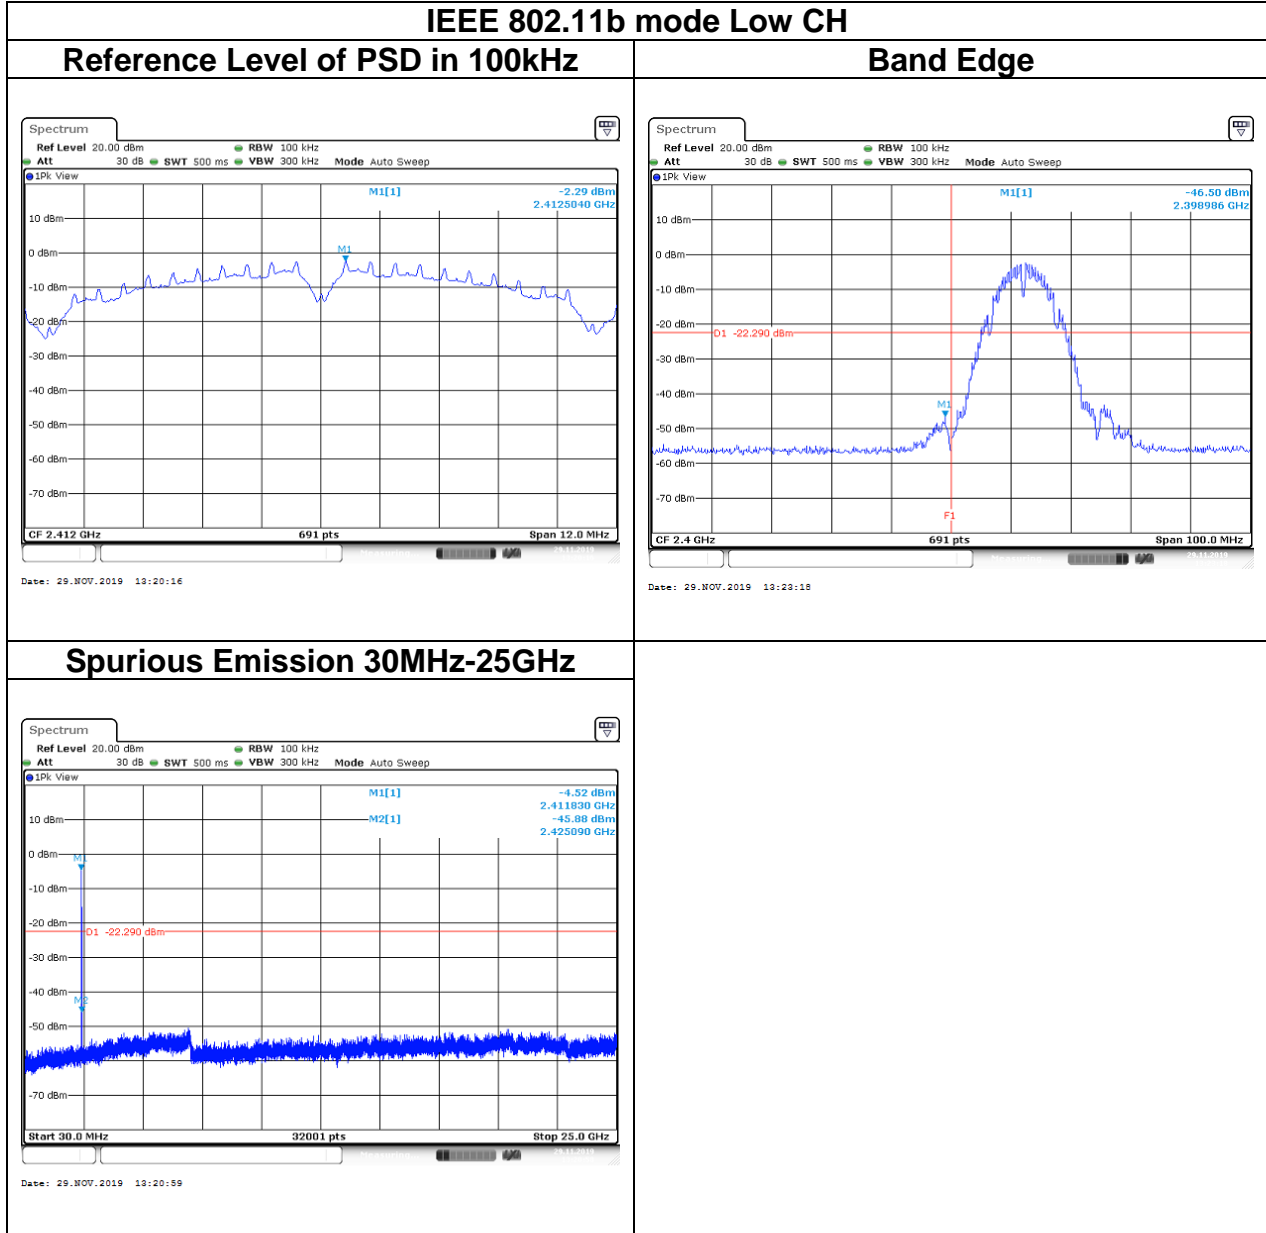 IEEE 802.11b mode Low CH
Reference Level of PSD in 100kHz
Band Edge
Spectrum
Ref Level 20.00 dBm RBW 100 kHz
Att 30 dB SWT 500 ms VBW 300 kHz Mode Auto Sweep
1Pk View
M1[1] -2.29 dBm
2.4125040 GHz
10 dBm
M1
0 dBm
-10 dBm
-20 dBm
-30 dBm
-40 dBm
-50 dBm
-60 dBm
-70 dBm
CF 2.412 GHz 691 pts Span 12.0 MHz
Date: 29.NOV.2019 13:20:16
Spectrum
Ref Level 20.00 dBm RBW 100 kHz
Att 30 dB SWT 500 ms VBW 300 kHz Mode Auto Sweep
1Pk View
M1[1] -46.50 dBm
2.398986 GHz
10 dBm
0 dBm
-10 dBm
-20 dBm
D1 -22.290 dBm
-30 dBm
-40 dBm
M1
-50 dBm
-60 dBm
-70 dBm
F1
CF 2.4 GHz 691 pts Span 100.0 MHz
29.11.2019
Date: 29.NOV.2019 13:23:18
Spurious Emission 30MHz-25GHz
Spectrum
Ref Level 20.00 dBm RBW 100 kHz
Att 30 dB SWT 500 ms VBW 300 kHz Mode Auto Sweep
1Pk View
M1[1] -4.52 dBm
2.411830 GHz
10 dBm M2[1] -45.88 dBm
2.425090 GHz
0 dBm
M1
-10 dBm
-20 dBm
D1 -22.290 dBm
-30 dBm
-40 dBm
M2
-50 dBm
-70 dBm
Start 30.0 MHz 32001 pts Stop 25.0 GHz
Date: 29.NOV.2019 13:20:59